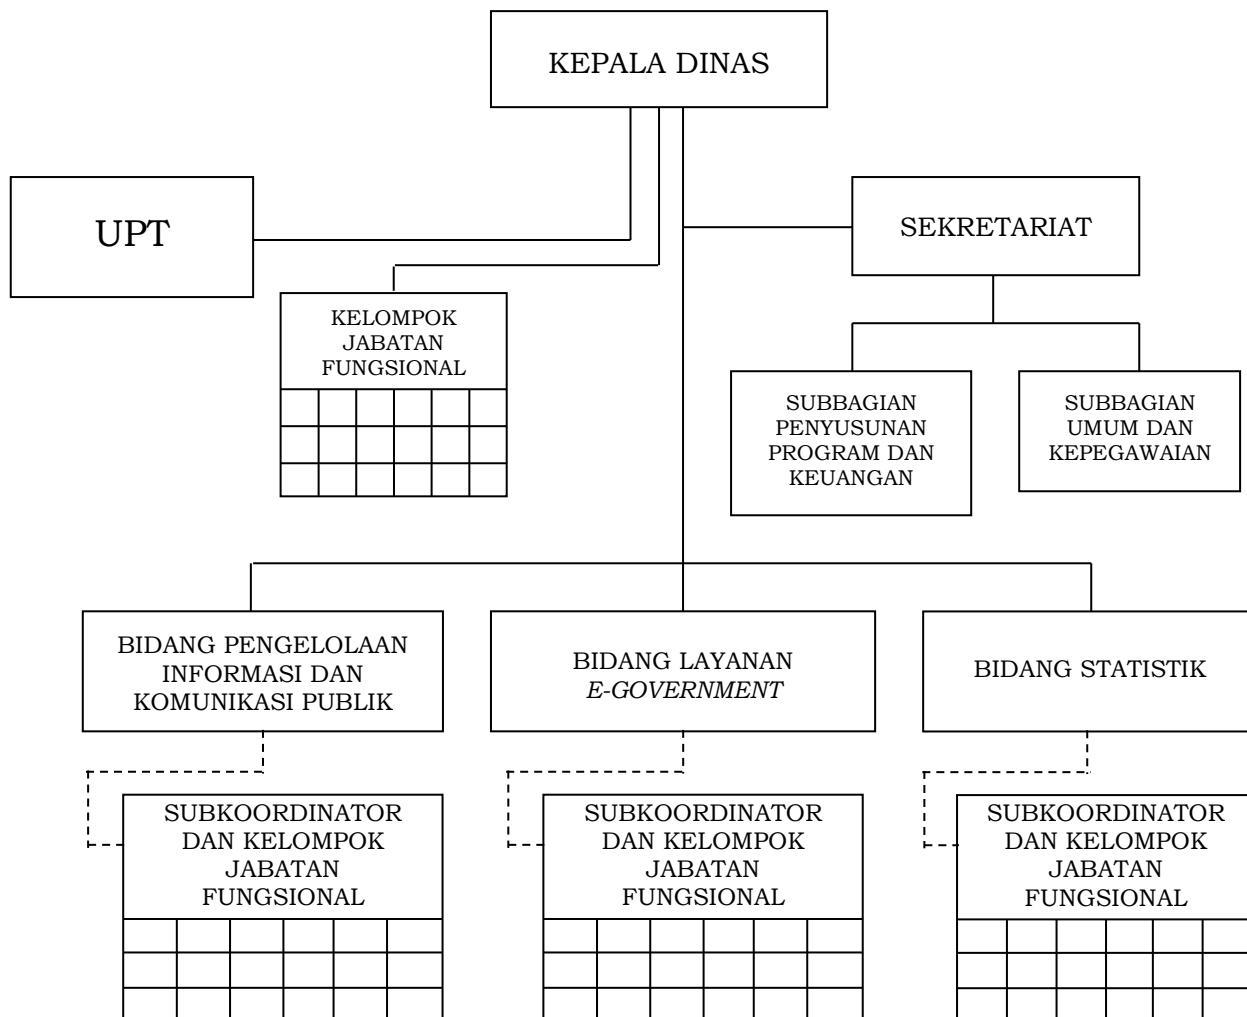 KEPALA DINAS
UPT
SEKRETARIAT
KELOMPOK
JABATAN
FUNGSIONAL
SUBBAGIAN
PENYUSUNAN
PROGRAM DAN
KEUANGAN
SUBBAGIAN
UMUM DAN
KEPEGAWAIAN
BIDANG PENGELOLAAN
INFORMASI DAN
KOMUNIKASI PUBLIK
BIDANG LAYANAN
E-GOVERNMENT
BIDANG STATISTIK
SUBKOORDINATOR
DAN KELOMPOK
JABATAN
FUNGSIONAL
SUBKOORDINATOR
DAN KELOMPOK
JABATAN
FUNGSIONAL
SUBKOORDINATOR
DAN KELOMPOK
JABATAN
FUNGSIONAL